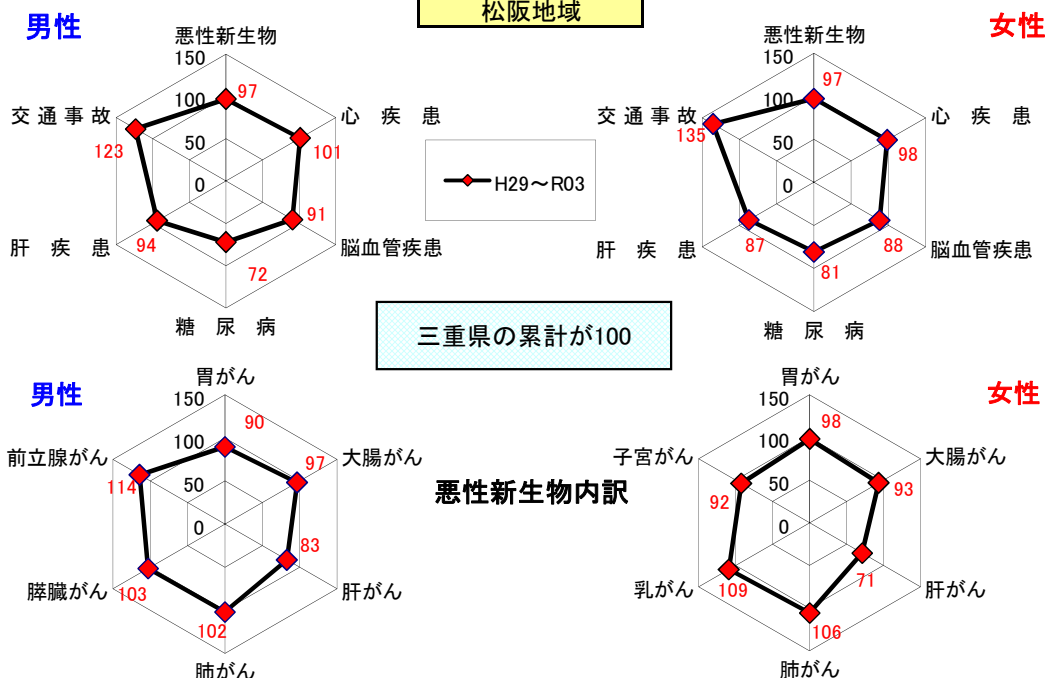 松阪地域
男性
悪性新生物
150
100
50
0
97
心 疾 患
101
91
脳血管疾患
72
糖 尿 病
94
肝 疾 患
123
交 通 事 故
H29～R03
女性
悪性新生物
150
100
50
0
97
心 疾 患
98
88
脳血管疾患
81
糖 尿 病
87
肝 疾 患
135
交 通 事 故
三重県の累計が100
男性
胃がん
150
100
50
0
90
大腸がん
97
83
肝がん
102
肺がん
103
膵臓がん
114
前立腺がん
悪性新生物内訳
女性
胃がん
150
100
50
0
98
大腸がん
93
71
肝がん
106
肺がん
109
乳がん
92
子宮がん